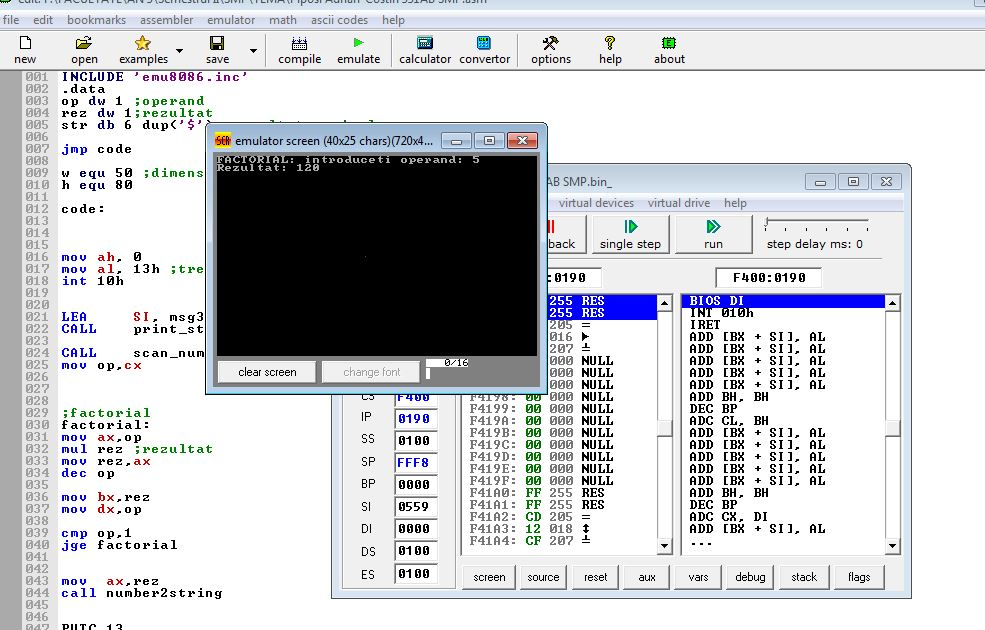 edit: F:\FACULTATE\AN 3\Semestrul II\SMP\TEMA\Piposi Adrian-Costin 331AB SMP.asm
file edit bookmarks assembler emulator math ascii codes help
new open examples save compile emulate calculator convertor options help about
001 INCLUDE 'emu8086.inc'
002 .data
003 op dw 1 ;operand
004 rez dw 1;rezultat
005 str db 6 dup('$')
006
007 jmp code
008
009 w equ 50 ;dimens
010 h equ 80
011
012 code:
013
014
015
016 mov ah, 0
017 mov al, 13h ;tre
018 int 10h
019
020
021 LEA SI, msg3
022 CALL print_st
023
024 CALL scan_num
025 mov op,cx
026
027
028
029 ;factorial
030 factorial:
031 mov ax,op
032 mul rez ;rezultat
033 mov rez,ax
034 dec op
035
036 mov bx,rez
037 mov dx,op
038
039 cmp op,1
040 jge factorial
041
042
043 mov ax,rez
044 call number2string
045
046
047 PUTC 13
emulator screen (40x25 chars)(720x4...
FACTORIAL: introduceti operand: 5
Rezultat: 120
clear screen change font 0/16
AB SMP.bin_
virtual devices virtual drive help
back single step run step delay ms: 0
:0190 F400:0190
CS F400
IP 0190
SS 0100
SP FFF8
BP 0000
SI 0559
DI 0000
DS 0100
ES 0100
255 RES
255 RES
205 =
016 ►
207 ╧
000 NULL
000 NULL
000 NULL
F4198: 00 000 NULL
F4199: 00 000 NULL
F419A: 00 000 NULL
F419B: 00 000 NULL
F419C: 00 000 NULL
F419D: 00 000 NULL
F419E: 00 000 NULL
F419F: 00 000 NULL
F41A0: FF 255 RES
F41A1: FF 255 RES
F41A2: CD 205 =
F41A3: 12 018 ↕
F41A4: CF 207 ╧
BIOS DI
INT 010h
IRET
ADD [BX + SI], AL
ADD [BX + SI], AL
ADD [BX + SI], AL
ADD [BX + SI], AL
ADD [BX + SI], AL
ADD BH, BH
DEC BP
ADC CL, BH
ADD [BX + SI], AL
ADD [BX + SI], AL
ADD [BX + SI], AL
ADD [BX + SI], AL
ADD [BX + SI], AL
ADD BH, BH
DEC BP
ADC CX, DI
ADD [BX + SI], AL
...
screen source reset aux vars debug stack flags